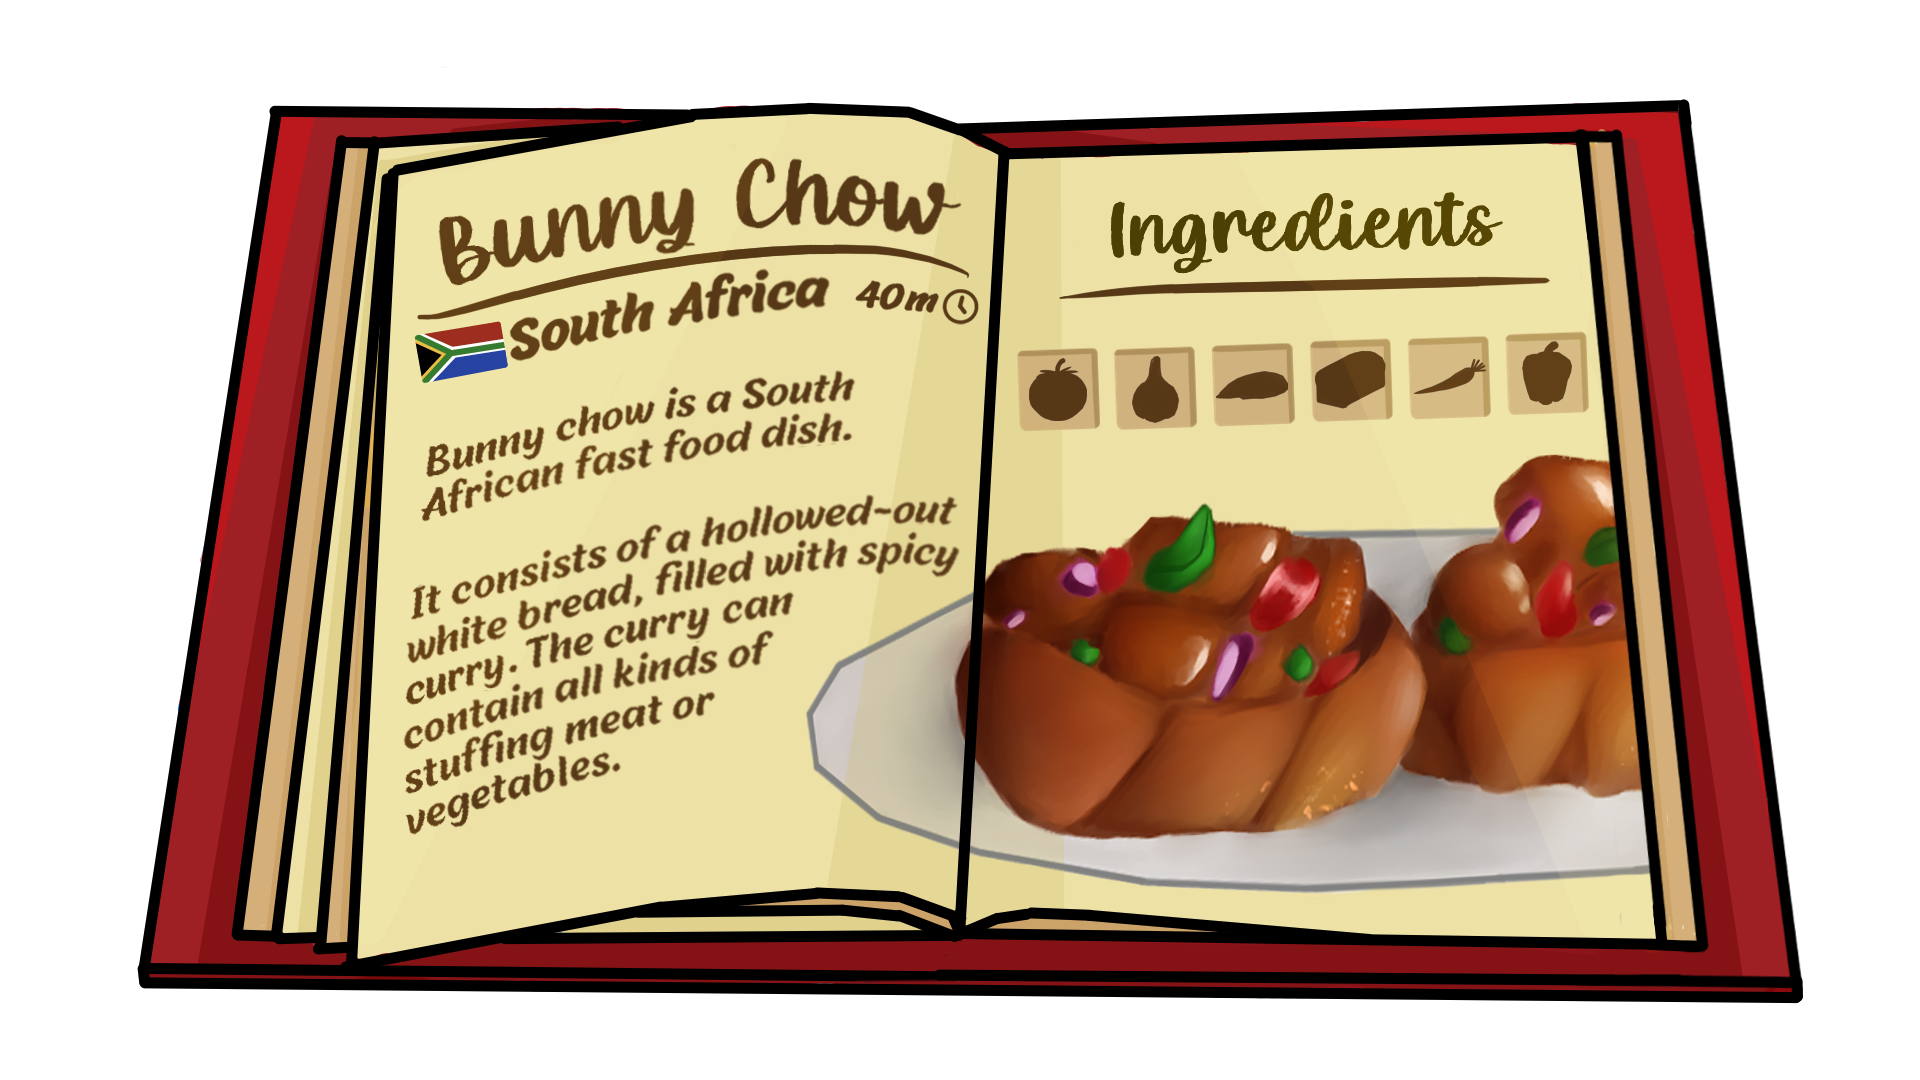 Bunny Chow
South Africa 40m
Bunny chow is a South
African fast food dish.
It consists of a hollowed-out
white bread, filled with spicy
curry. The curry can
contain all kinds of
stuffing meat or
vegetables.
Ingredients